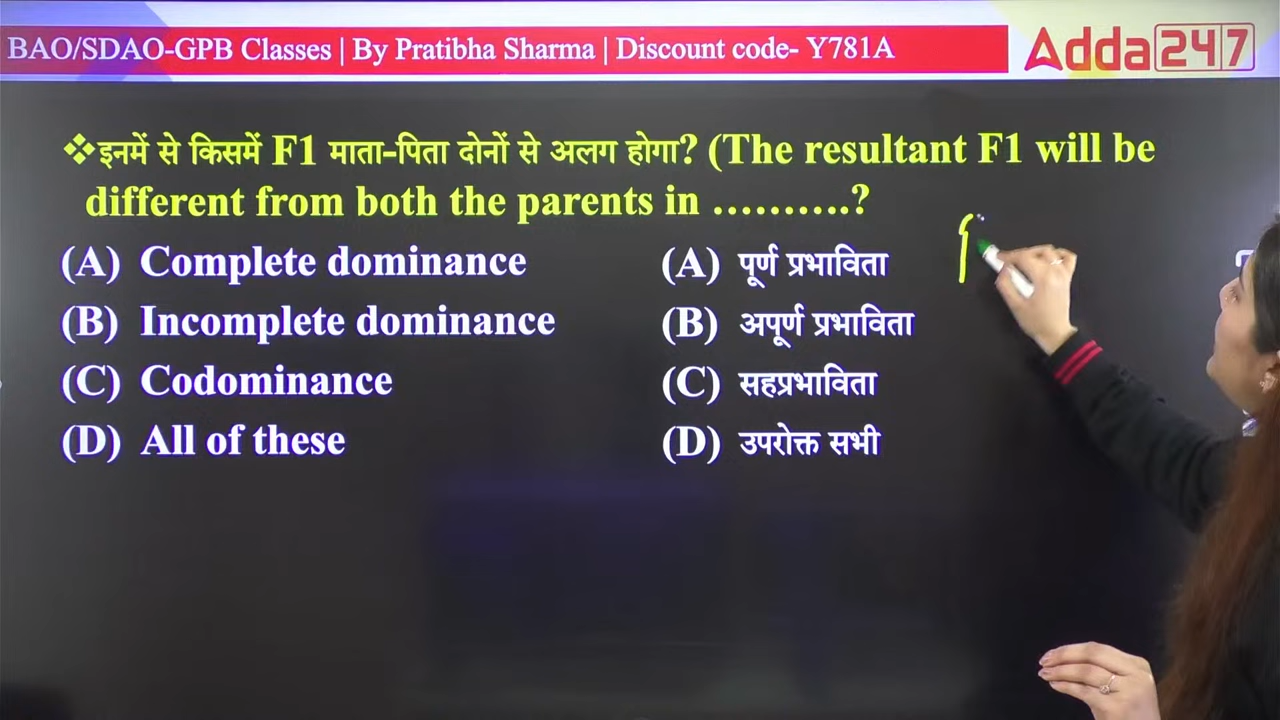 BAO/SDAO-GPB Classes | By Pratibha Sharma | Discount code- Y781A
Adda247
❖इनमें से किसमें F1 माता-पिता दोनों से अलग होगा? (The resultant F1 will be
different from both the parents in ……….?
(A) Complete dominance (A) पूर्ण प्रभाविता
(B) Incomplete dominance (B) अपूर्ण प्रभाविता
(C) Codominance (C) सहप्रभाविता
(D) All of these (D) उपरोक्त सभी